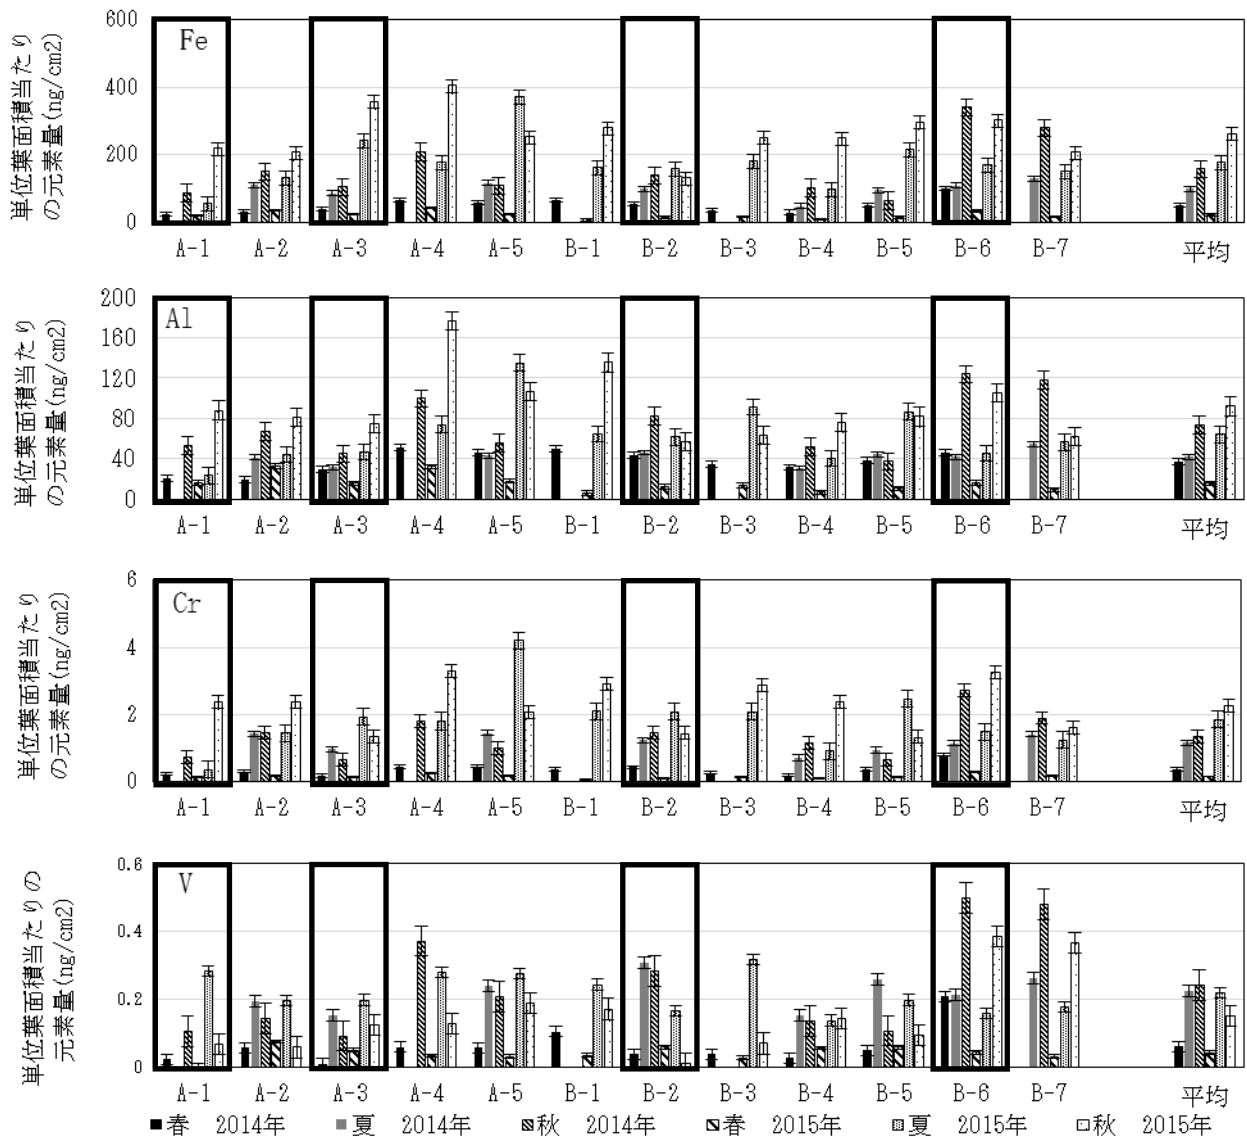 単位葉面積当たり
の元素量(ng/cm2)
600
400
200
0
Fe
A-1 A-2 A-3 A-4 A-5 B-1 B-2 B-3 B-4 B-5 B-6 B-7 平均
単位葉面積当たり
の元素量(ng/cm2)
200
160
120
80
40
0
Al
A-1 A-2 A-3 A-4 A-5 B-1 B-2 B-3 B-4 B-5 B-6 B-7 平均
単位葉面積当たり
の元素量(ng/cm2)
6
4
2
0
Cr
A-1 A-2 A-3 A-4 A-5 B-1 B-2 B-3 B-4 B-5 B-6 B-7 平均
単位葉面積当たりの
元素量(ng/cm2)
0.6
0.4
0.2
0
V
A-1 A-2 A-3 A-4 A-5 B-1 B-2 B-3 B-4 B-5 B-6 B-7 平均
春 2014年 夏 2014年 秋 2014年 春 2015年 夏 2015年 秋 2015年